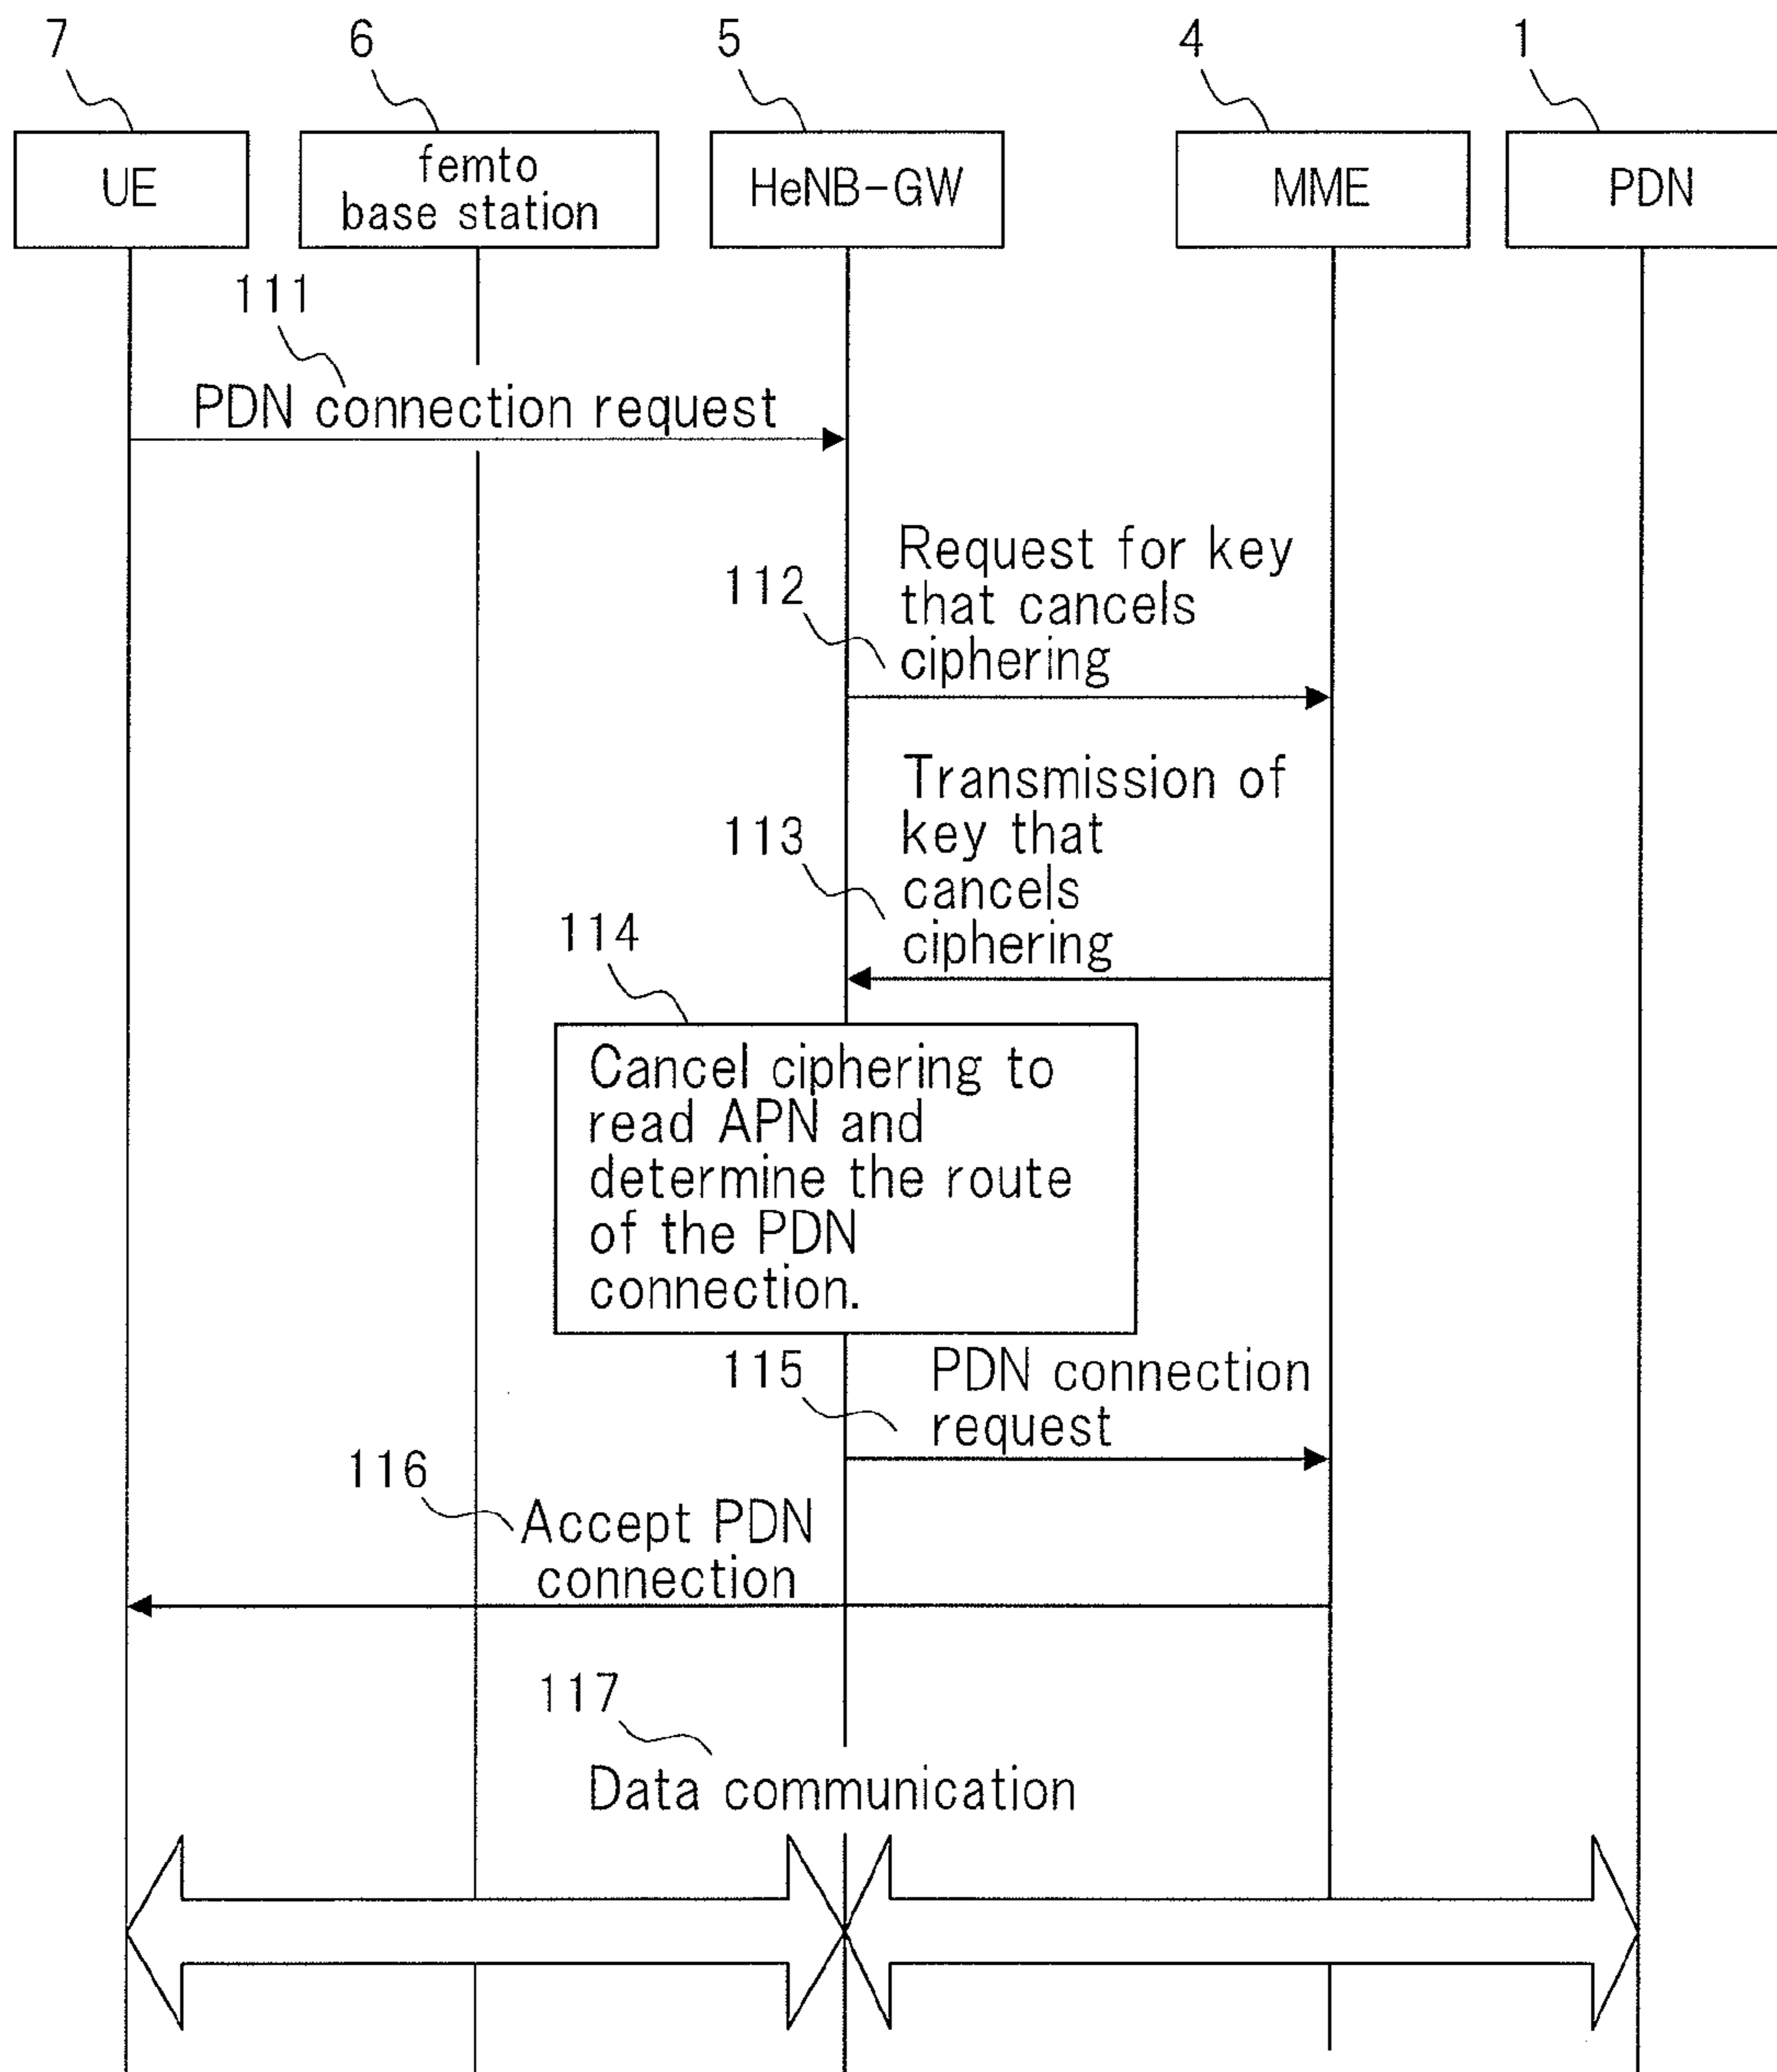 7
6
5
4
1
UE
femto
base station
HeNB-GW
MME
PDN
111
PDN connection request
112
Request for key
that cancels
ciphering
113
Transmission of
key that
cancels
ciphering
114
Cancel ciphering to
read APN and
determine the route
of the PDN
connection.
115
PDN connection
request
116
Accept PDN
connection
117
Data communication